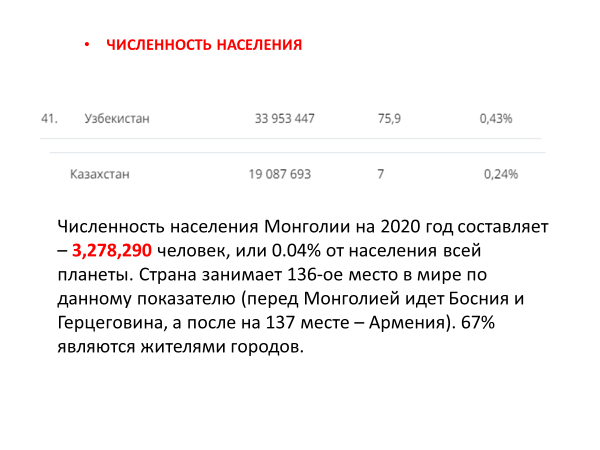 • ЧИСЛЕННОСТЬ НАСЕЛЕНИЯ
41. Узбекистан 33 953 447 75,9 0,43%
Казахстан 19 087 693 7 0,24%
Численность населения Монголии на 2020 год составляет
– 3,278,290 человек, или 0.04% от населения всей
планеты. Страна занимает 136-ое место в мире по
данному показателю (перед Монголией идет Босния и
Герцеговина, а после на 137 месте – Армения). 67%
являются жителями городов.